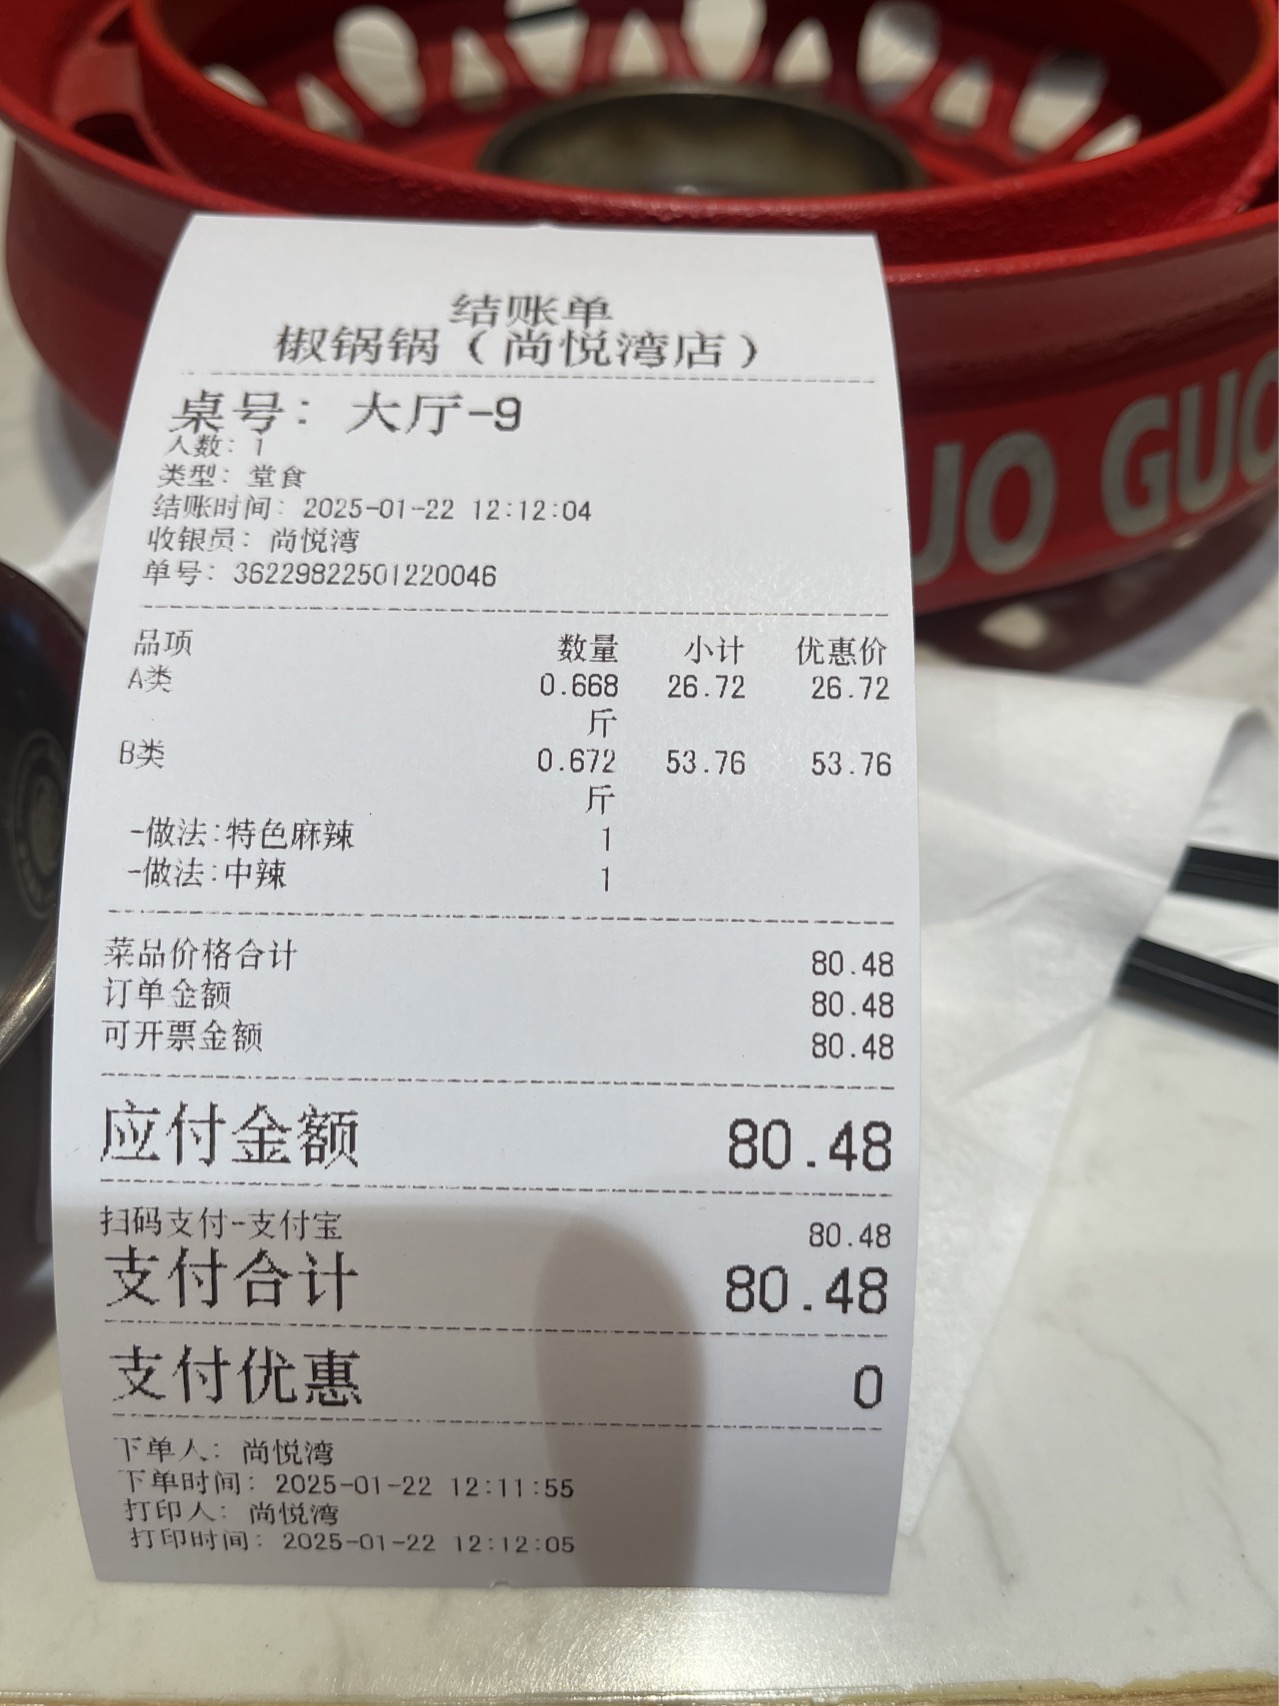 结账单
椒锅锅（尚悦湾店）
桌号：大厅-9
人数：1
类型：堂食
结账时间：2025-01-22 12:12:04
收银员：尚悦湾
单号：36229822501220046
品项 数量 小计 优惠价
A类 0.668 26.72 26.72
斤
B类 0.672 53.76 53.76
斤
-做法:特色麻辣 1
-做法:中辣 1
菜品价格合计 80.48
订单金额 80.48
可开票金额 80.48
应付金额 80.48
扫码支付-支付宝 80.48
支付合计 80.48
支付优惠 0
下单人：尚悦湾
下单时间：2025-01-22 12:11:55
打印人：尚悦湾
打印时间：2025-01-22 12:12:05
JO GUO